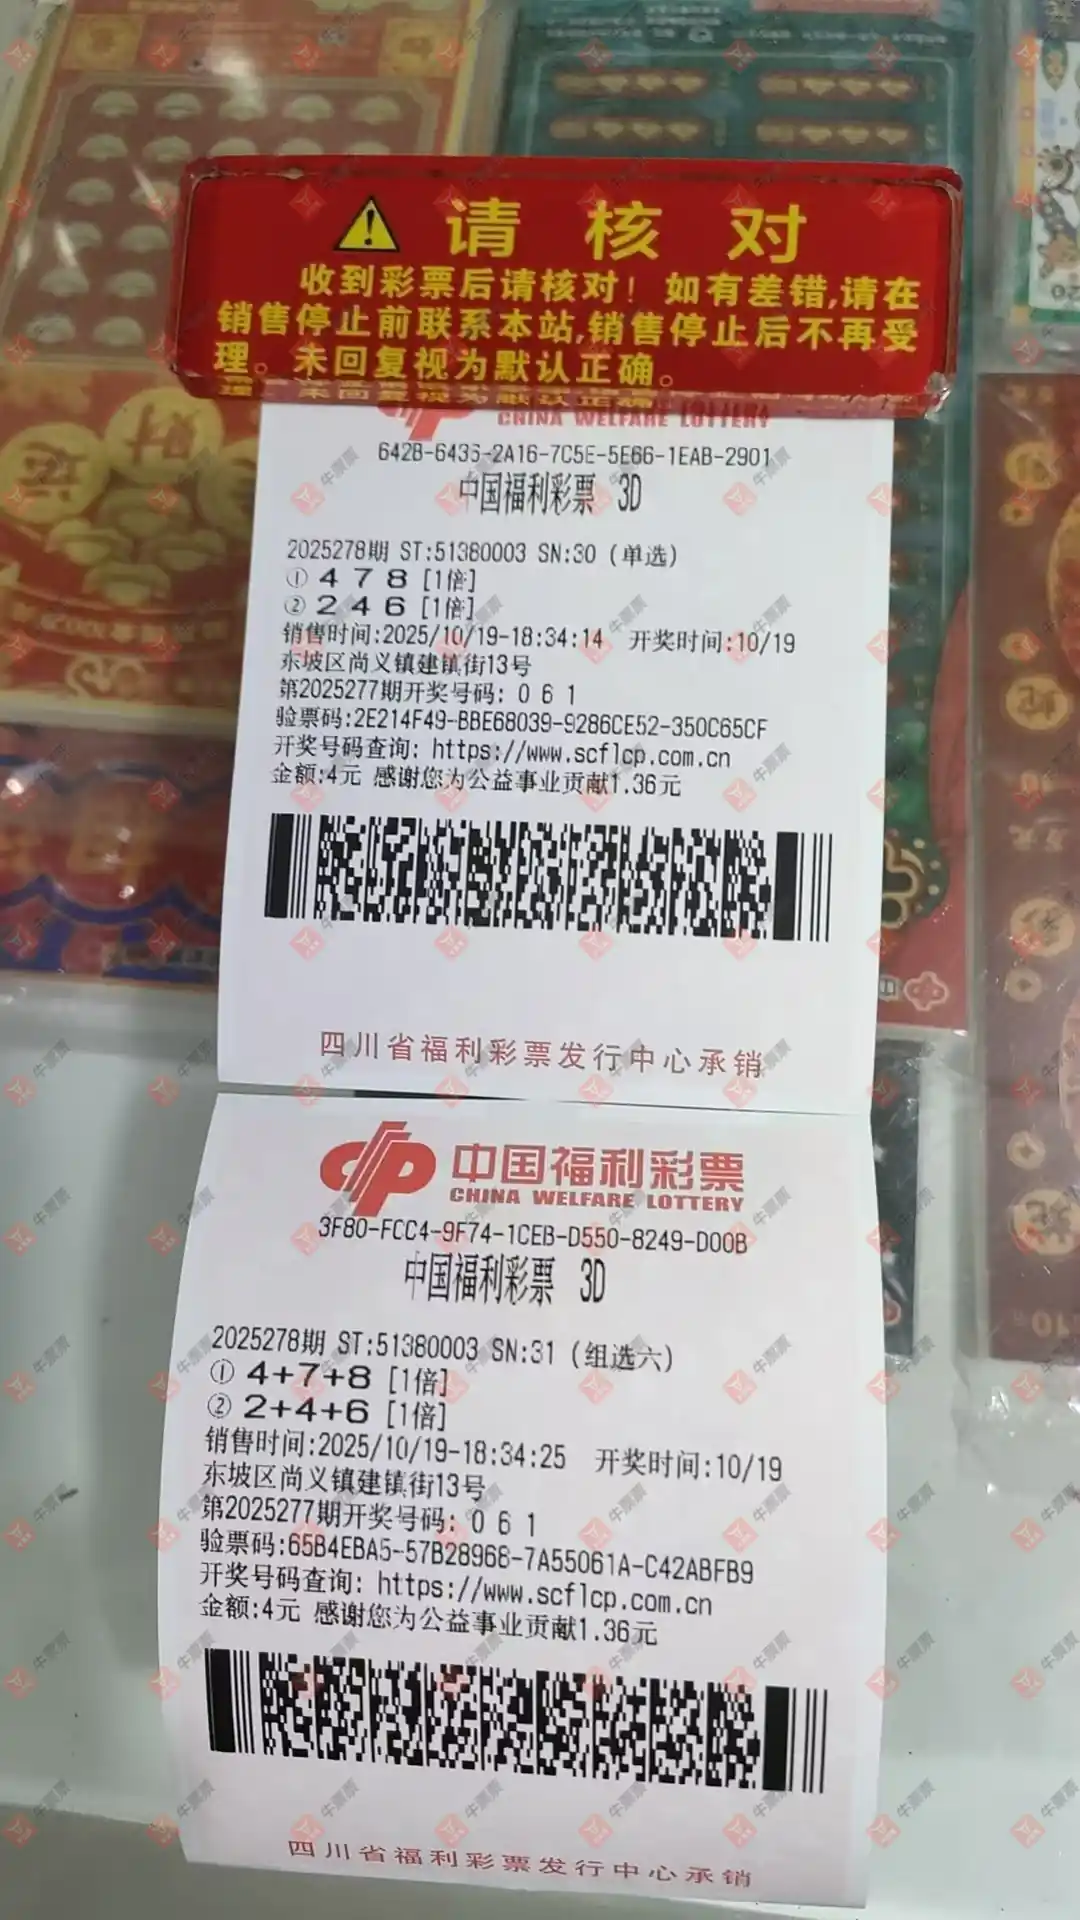 请核对
收到彩票后请核对！如有差错,请在
销售停止前联系本站,销售停止后不再受
理。未回复视为默认正确。
CHINA WELFARE LOTTERY
642B-6436-2A16-7C5E-5E66-1EAB-2901
中国福利彩票 3D
2025278期 ST:51380003 SN:30 (单选)
① 4 7 8 [1倍]
② 2 4 6 [1倍]
销售时间:2025/10/19-18:34:14 开奖时间:10/19
东坡区尚义镇建镇街13号
第2025277期开奖号码: 0 6 1
验票码:2E214F49-BBE68039-9286CE52-350C65CF
开奖号码查询: https://www.scflcp.com.cn
金额:4元 感谢您为公益事业贡献1.36元
四川省福利彩票发行中心承销
中国福利彩票
CHINA WELFARE LOTTERY
3F80-FCC4-9F74-1CEB-D550-8249-D00B
中国福利彩票 3D
2025278期 ST:51380003 SN:31 (组选六)
① 4+7+8 [1倍]
② 2+4+6 [1倍]
销售时间:2025/10/19-18:34:25 开奖时间:10/19
东坡区尚义镇建镇街13号
第2025277期开奖号码: 0 6 1
验票码:65B4EBA5-57B28968-7A55061A-C42ABFB9
开奖号码查询: https://www.scflcp.com.cn
金额:4元 感谢您为公益事业贡献1.36元
四川省福利彩票发行中心承销
牛票票